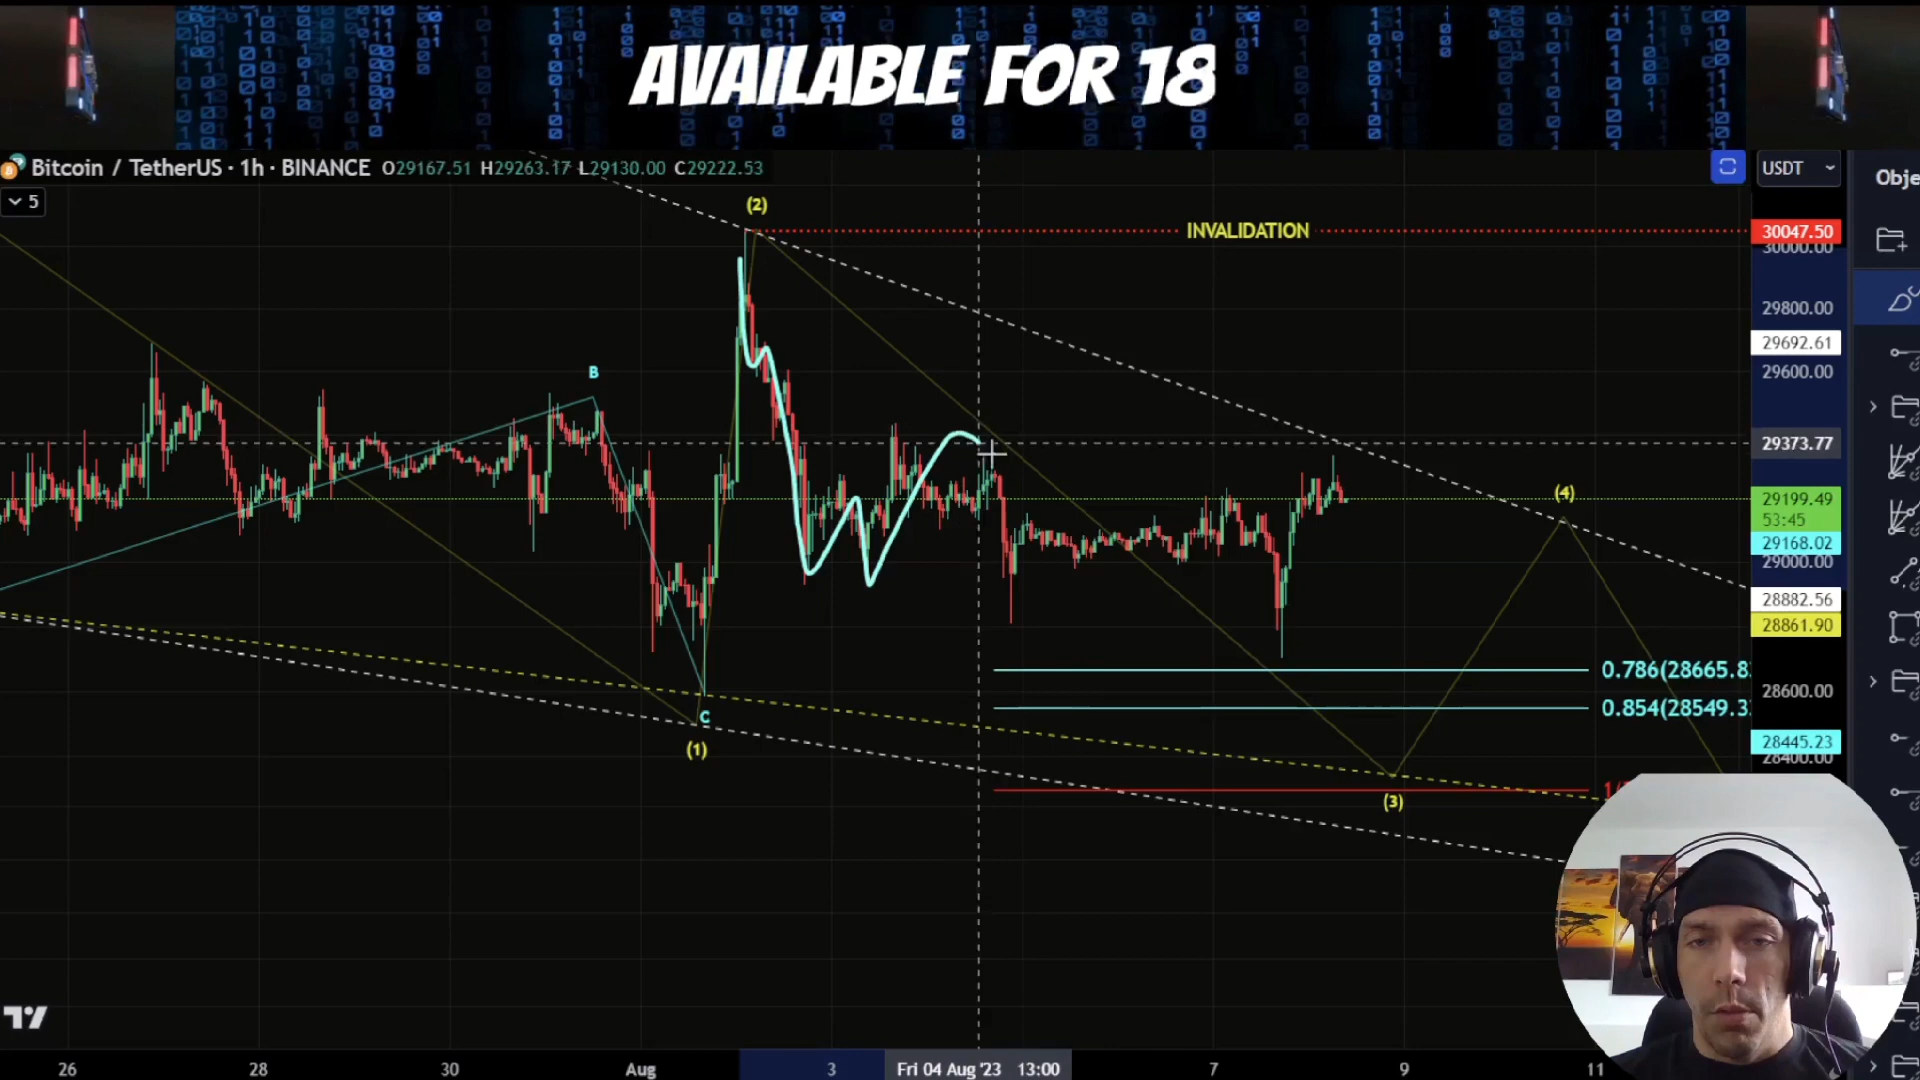 AVAILABLE FOR 18
Bitcoin / TetherUS · 1h · BINANCE O29167.51 H29263.17 L29130.00 C29222.53
USDT
Obje
5
(2)
INVALIDATION
30047.50
30000.00
29800.00
29692.61
29600.00
B
29373.77
(4)
29199.49
53:45
29168.02
29000.00
28882.56
28861.90
0.786(28665.8
28600.00
0.854(28549.3
C
(1)
28445.23
28400.00
(3)
26 28 30 Aug 3 Fri 04 Aug '23 13:00 7 9 11